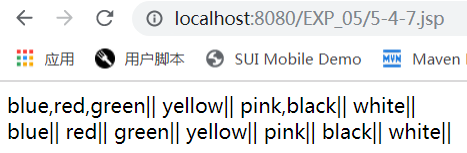 localhost:8080/EXP_05/5-4-7.jsp
应用 用户脚本 SUI Mobile Demo Maven
blue,red,green|| yellow|| pink,black|| white||
blue|| red|| green|| yellow|| pink|| black|| white||